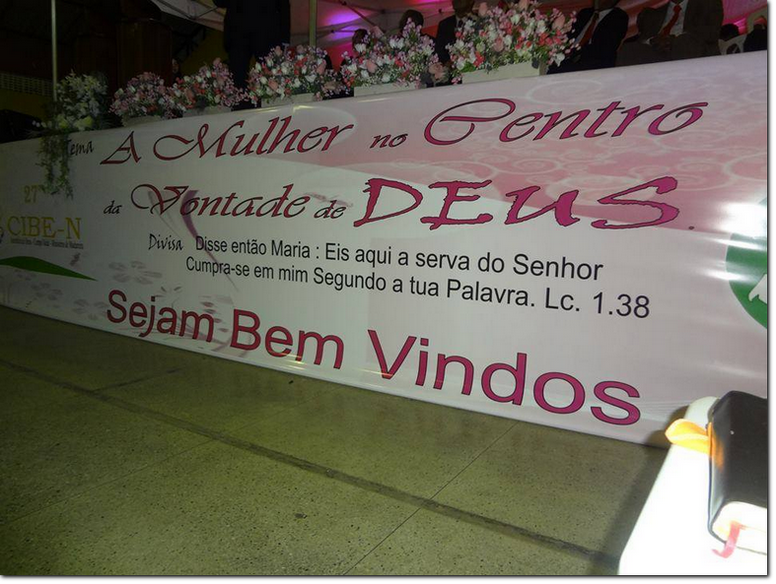 Tema A Mulher no Centro
da Vontade de DEUS.
27
CIBE-N
Divisa Disse então Maria : Eis aqui a serva do Senhor
Cumpra-se em mim Segundo a tua Palavra. Lc. 1.38
Sejam Bem Vindos